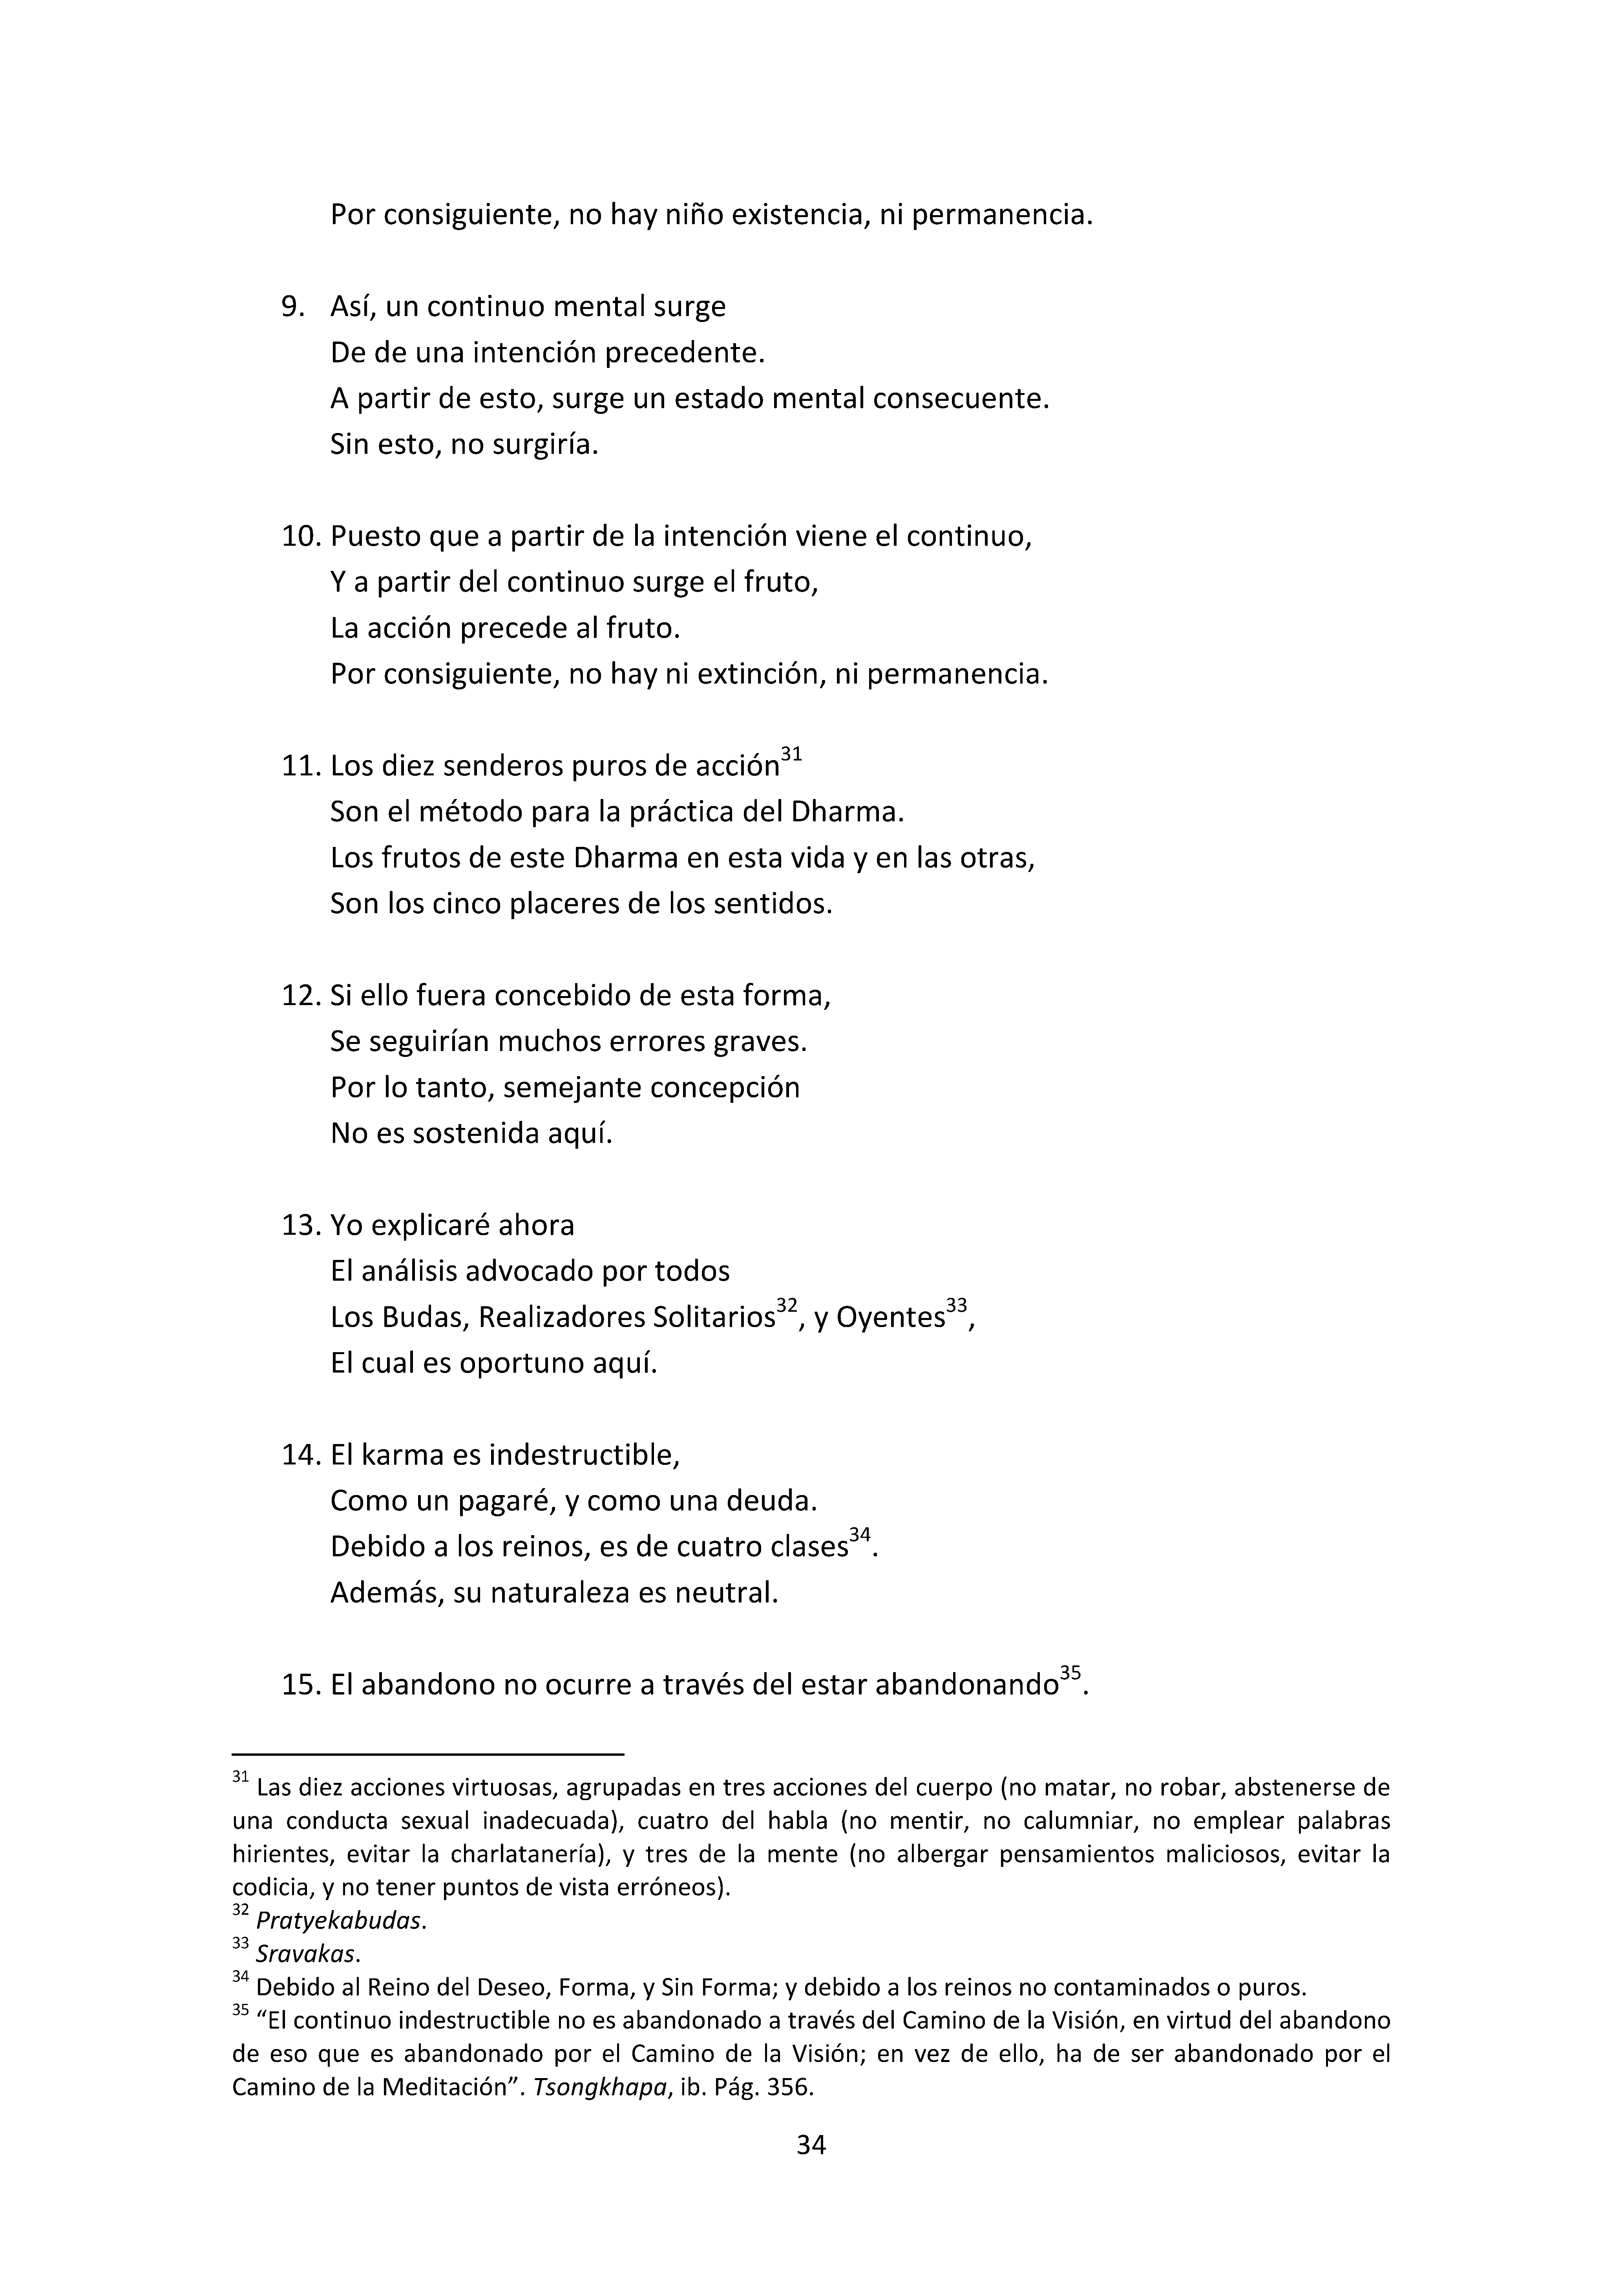 Por consiguiente, no hay niño existencia, ni permanencia.
9. Así, un continuo mental surge
De de una intención precedente.
A partir de esto, surge un estado mental consecuente.
Sin esto, no surgiría.
10. Puesto que a partir de la intención viene el continuo,
Y a partir del continuo surge el fruto,
La acción precede al fruto.
Por consiguiente, no hay ni extinción, ni permanencia.
11. Los diez senderos puros de acción31
Son el método para la práctica del Dharma.
Los frutos de este Dharma en esta vida y en las otras,
Son los cinco placeres de los sentidos.
12. Si ello fuera concebido de esta forma,
Se seguirían muchos errores graves.
Por lo tanto, semejante concepción
No es sostenida aquí.
13. Yo explicaré ahora
El análisis advocado por todos
Los Budas, Realizadores Solitarios32, y Oyentes33,
El cual es oportuno aquí.
14. El karma es indestructible,
Como un pagaré, y como una deuda.
Debido a los reinos, es de cuatro clases34.
Además, su naturaleza es neutral.
15. El abandono no ocurre a través del estar abandonando35.
31 Las diez acciones virtuosas, agrupadas en tres acciones del cuerpo (no matar, no robar, abstenerse de
una conducta sexual inadecuada), cuatro del habla (no mentir, no calumniar, no emplear palabras
hirientes, evitar la charlatanería), y tres de la mente (no albergar pensamientos maliciosos, evitar la
codicia, y no tener puntos de vista erróneos).
32 Pratyekabudas.
33 Sravakas.
34 Debido al Reino del Deseo, Forma, y Sin Forma; y debido a los reinos no contaminados o puros.
35 “El continuo indestructible no es abandonado a través del Camino de la Visión, en virtud del abandono
de eso que es abandonado por el Camino de la Visión; en vez de ello, ha de ser abandonado por el
Camino de la Meditación”. Tsongkhapa, ib. Pág. 356.
34